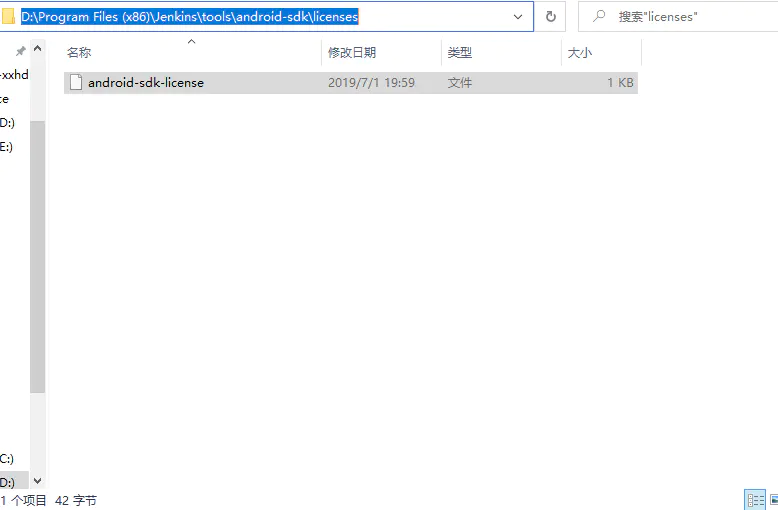 D:\Program Files (x86)\Jenkins\tools\android-sdk\licenses
搜索"licenses"
名称 修改日期 类型 大小
-xxhd
android-sdk-license 2019/7/1 19:59 文件 1 KB
ce
D:)
E:)
C:)
D:)
1 个项目 42 字节